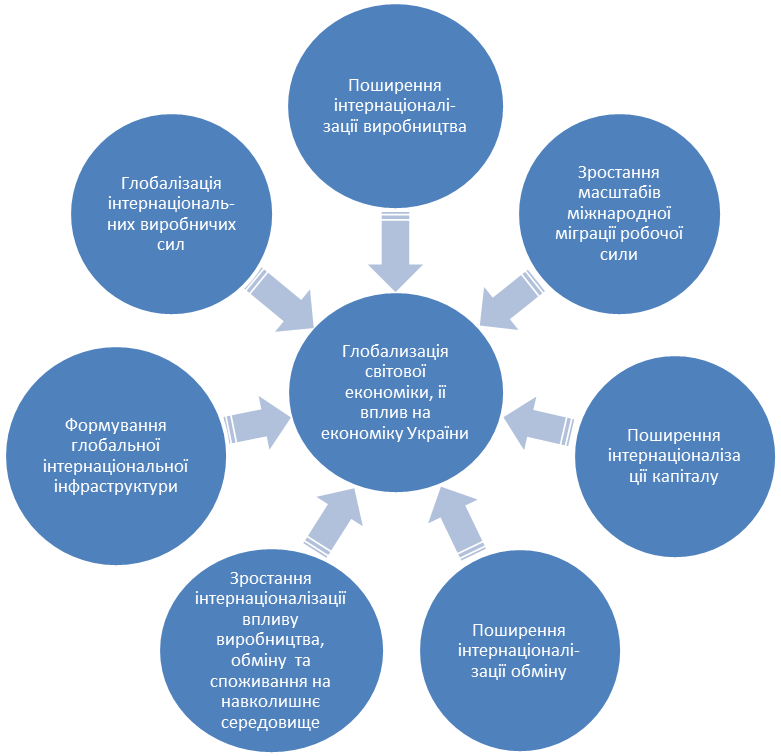 Поширення
інтернаціоналі-
зації виробництва
Глобалізація
інтернаціональ-
них виробничих
сил
Зростання
масштабів
міжнародної
міграції робочої
сили
Глобализація
світової
економіки, її
вплив на
економіку України
Формування
глобальної
інтернаціональної
інфраструктури
Поширення
інтернаціоналіза
ції капіталу
Зростання
інтернаціоналізації
впливу
виробництва,
обміну та
споживання на
навколишнє
середовище
Поширення
інтернаціоналі-
зації обміну